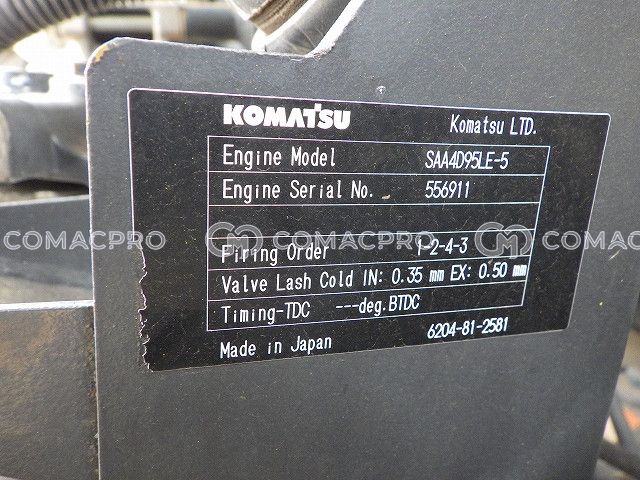 KOMATSU Komatsu LTD.
Engine Model SAA4D95LE-5
Engine Serial No. 556911
COMACPRO COMACPRO COMACPRO
Firing Order 1-2-4-3
Valve Lash Cold IN: 0.35 mm EX: 0.50 mm
Timing-TDC ---deg.BTDC
Made in Japan 6204-81-2581